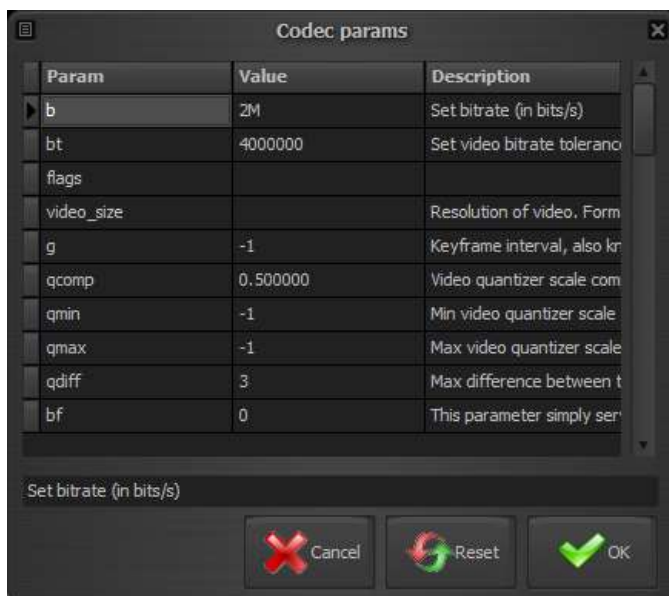 Codec params
Param Value Description
b 2M Set bitrate (in bits/s)
bt 4000000 Set video bitrate toleranc
flags
video_size Resolution of video. Form
g -1 Keyframe interval, also kn
qcomp 0.500000 Video quantizer scale com
qmin -1 Min video quantizer scale
qmax -1 Max video quantizer scale
qdiff 3 Max difference between t
bf 0 This parameter simply ser
Set bitrate (in bits/s)
Cancel Reset OK